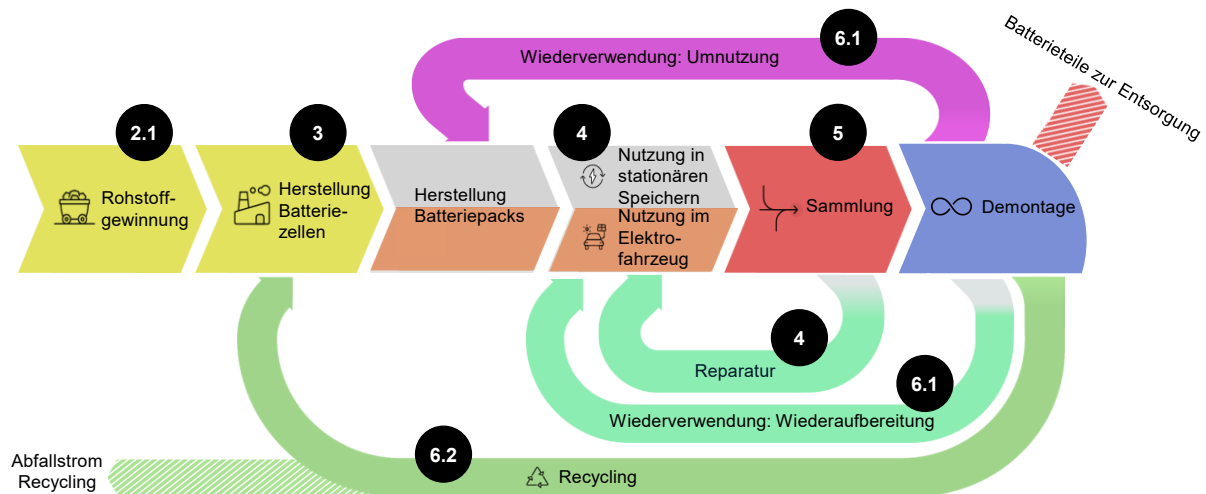 6.1
Wiederverwendung: Umnutzung
Batterieteile zur Entsorgung
2.1
3
4
5
Rohstoff-
gewinnung
Herstellung
Batterie-
zellen
Herstellung
Batteriepacks
Nutzung in
stationären
Speichern
Nutzung im
Elektro-
fahrzeug
Sammlung
Demontage
4
Reparatur
6.1
Wiederverwendung: Wiederaufbereitung
6.2
Recycling
Abfallstrom
Recycling